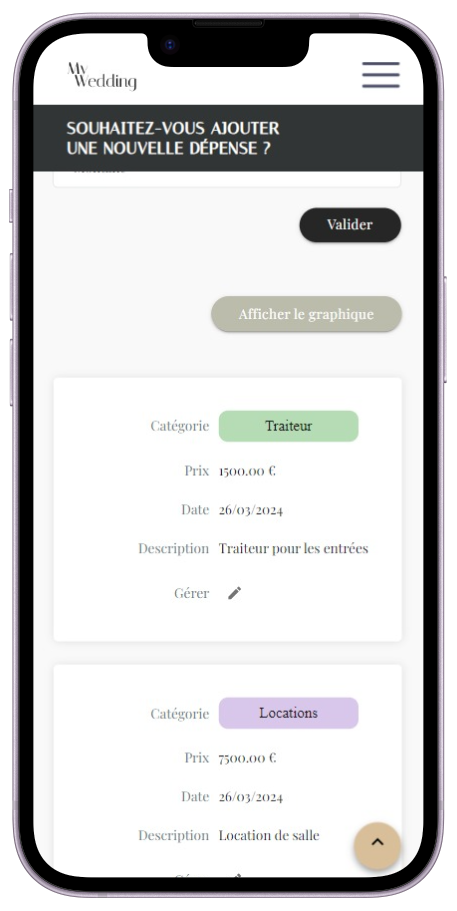 My
Wedding
SOUHAITEZ-VOUS AJOUTER
UNE NOUVELLE DÉPENSE ?
Valider
Afficher le graphique
Catégorie Traiteur
Prix 1500.00 €
Date 26/03/2024
Description Traiteur pour les entrées
Gérer
Catégorie Locations
Prix 7500.00 €
Date 26/03/2024
Description Location de salle